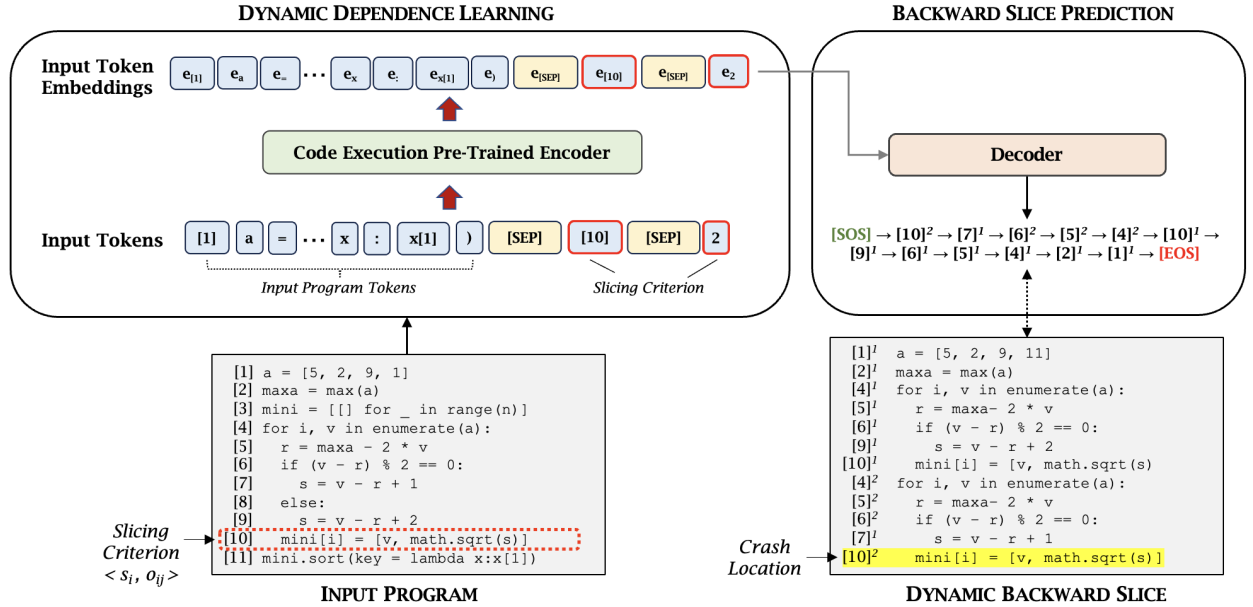 DYNAMIC DEPENDENCE LEARNING
Input Token
Embeddings
e[1] ea e= ... ex e: ex[1] e) e[SEP] e[10] e[SEP] e2
Code Execution Pre-Trained Encoder
Input Tokens
[1] a = ... x : x[1] ) [SEP] [10] [SEP] 2
Input Program Tokens
Slicing Criterion
BACKWARD SLICE PREDICTION
Decoder
[SOS] → [10]² → [7]¹ → [6]² → [5]² → [4]² → [10]¹ →
[9]¹ → [6]¹ → [5]¹ → [4]¹ → [2]¹ → [1]¹ → [EOS]
[1] a = [5, 2, 9, 1]
[2] maxa = max(a)
[3] mini = [[] for _ in range(n)]
[4] for i, v in enumerate(a):
[5] r = maxa - 2 * v
[6] if (v - r) % 2 == 0:
[7] s = v - r + 1
[8] else:
[9] s = v - r + 2
[10] mini[i] = [v, math.sqrt(s)]
[11] mini.sort(key = lambda x:x[1])
Slicing
Criterion
< si, oij >
INPUT PROGRAM
[1]¹ a = [5, 2, 9, 11]
[2]¹ maxa = max(a)
[4]¹ for i, v in enumerate(a):
[5]¹ r = maxa- 2 * v
[6]¹ if (v - r) % 2 == 0:
[9]¹ s = v - r + 2
[10]¹ mini[i] = [v, math.sqrt(s)
[4]² for i, v in enumerate(a):
[5]² r = maxa- 2 * v
[6]² if (v - r) % 2 == 0:
[7]¹ s = v - r + 1
[10]² mini[i] = [v, math.sqrt(s)]
Crash
Location
DYNAMIC BACKWARD SLICE